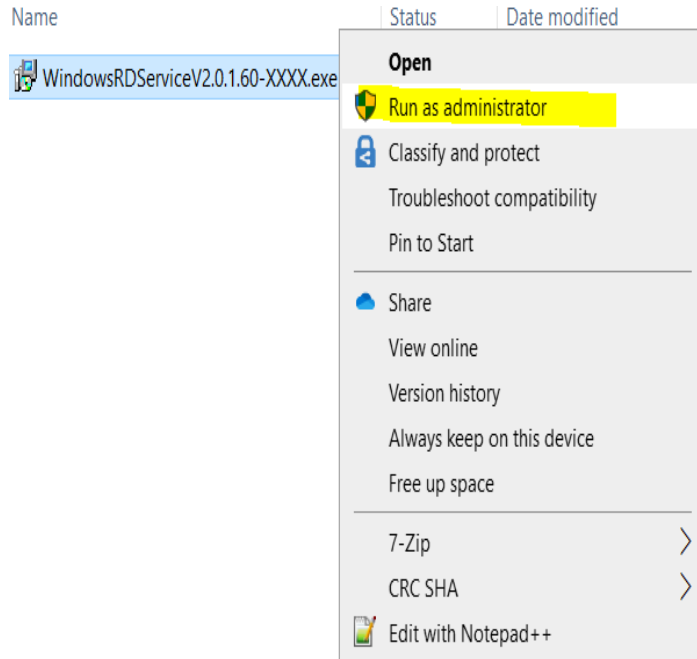 Name Status Date modified
WindowsRDServiceV2.0.1.60-XXXX.exe
Open
Run as administrator
Classify and protect
Troubleshoot compatibility
Pin to Start
Share
View online
Version history
Always keep on this device
Free up space
7-Zip
CRC SHA
Edit with Notepad++